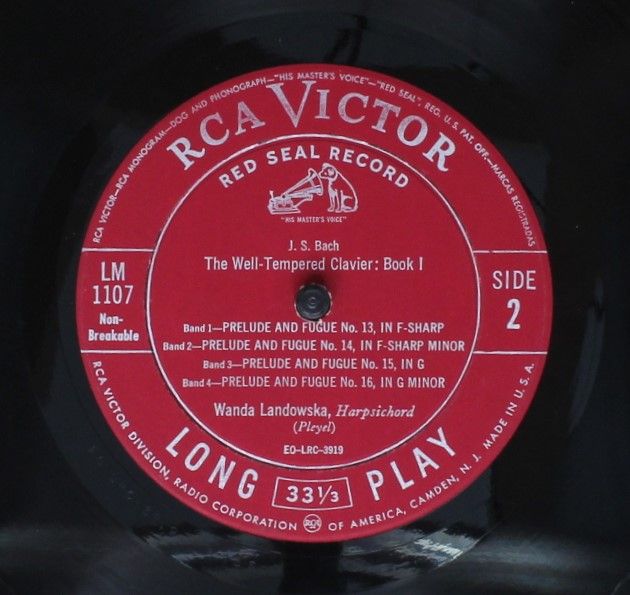 RCA VICTOR—RCA MONOGRAM—DOG AND PHONOGRAPH—"HIS MASTER'S VOICE"—"RED SEAL", REG. U.S. PAT. OFF.—MARCAS REGISTRADAS
RCA VICTOR
RED SEAL RECORD
"HIS MASTER'S VOICE"
J. S. Bach
The Well-Tempered Clavier: Book I
LM
1107
Non-
Breakable
SIDE
2
Band 1—PRELUDE AND FUGUE No. 13, IN F-SHARP
Band 2—PRELUDE AND FUGUE No. 14, IN F-SHARP MINOR
Band 3—PRELUDE AND FUGUE No. 15, IN G
Band 4—PRELUDE AND FUGUE No. 16, IN G MINOR
Wanda Landowska, Harpsichord
(Pleyel)
EO-LRC-3919
LONG 33 1/3 PLAY
RCA VICTOR DIVISION, RADIO CORPORATION RCA OF AMERICA, CAMDEN, N. J. MADE IN U.S.A.